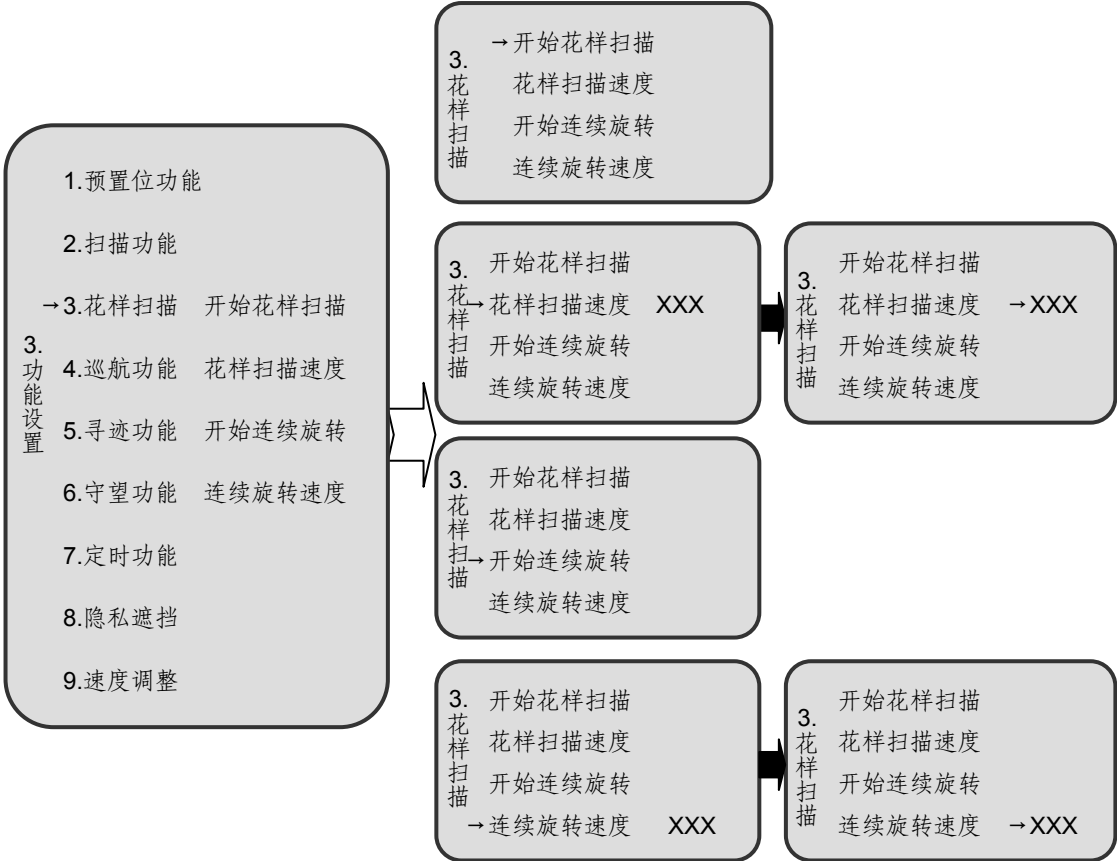 3.功能设置
1.预置位功能
2.扫描功能
→3.花样扫描 开始花样扫描
4.巡航功能 花样扫描速度
5.寻迹功能 开始连续旋转
6.守望功能 连续旋转速度
7.定时功能
8.隐私遮挡
9.速度调整
3.花样扫描
→开始花样扫描
花样扫描速度
开始连续旋转
连续旋转速度
3.花样扫描
开始花样扫描
→花样扫描速度 XXX
开始连续旋转
连续旋转速度
3.花样扫描
开始花样扫描
花样扫描速度 →XXX
开始连续旋转
连续旋转速度
3.花样扫描
开始花样扫描
花样扫描速度
→开始连续旋转
连续旋转速度
3.花样扫描
开始花样扫描
花样扫描速度
开始连续旋转
→连续旋转速度 XXX
3.花样扫描
开始花样扫描
花样扫描速度
开始连续旋转
连续旋转速度 →XXX